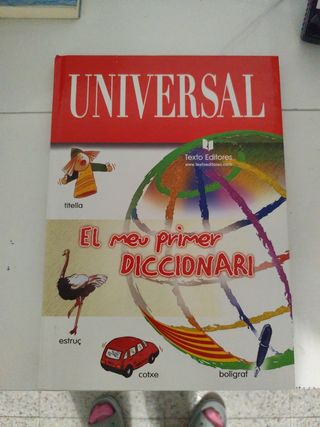 UNIVERSAL
Texto Editores
www.textoeditores.com
titella
El meu primer
DICCIONARI
estruç
cotxe
bolígraf